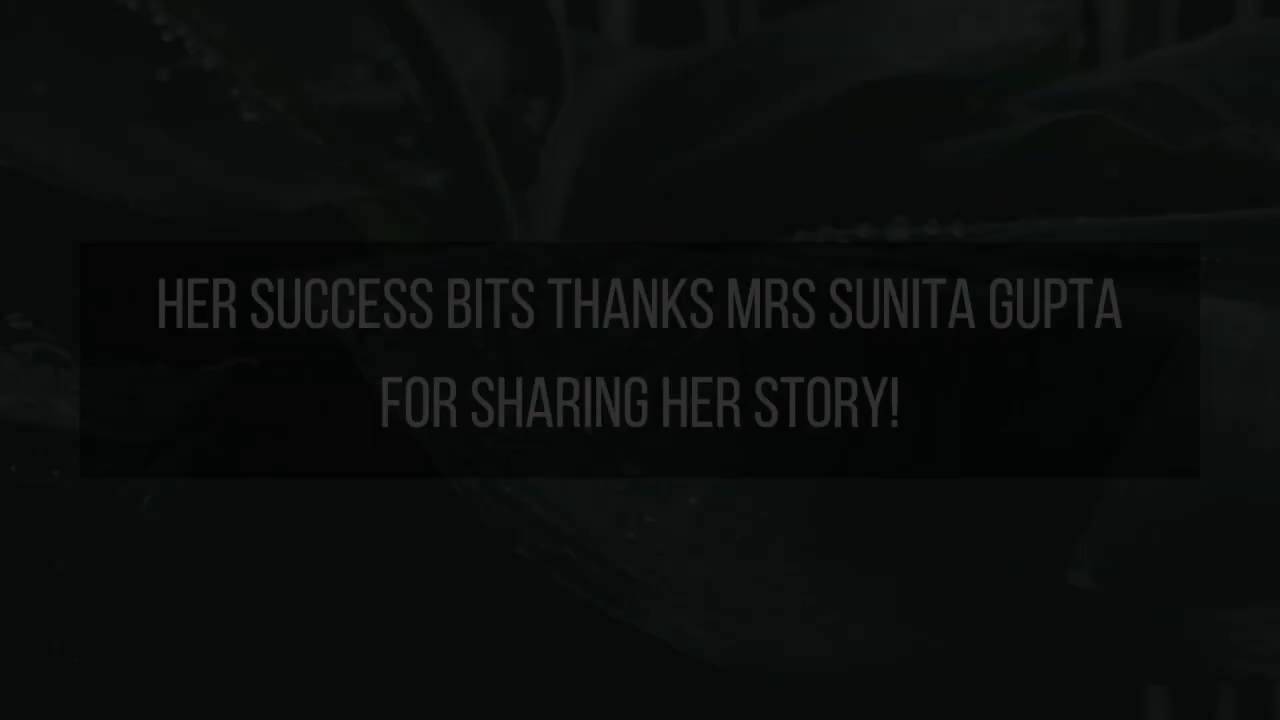 HER SUCCESS BITS THANKS MRS SUNITA GUPTA
FOR SHARING HER STORY!